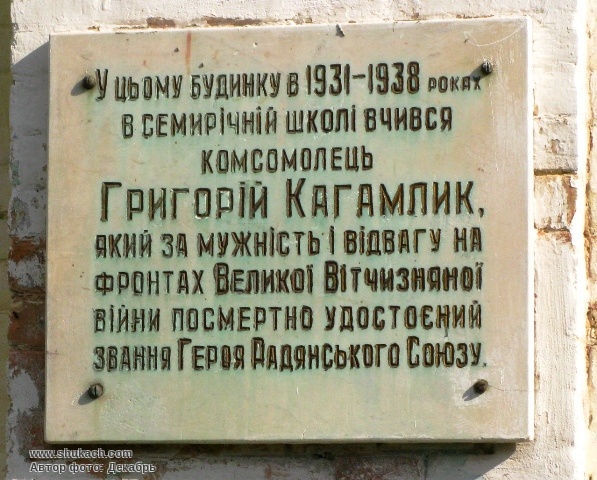 У цьому будинку в 1931–1938 роках
в семирічній школі вчився
комсомолець
Григорій Кагамлик,
який за мужність і відвагу на
фронтах Великої Вітчизняної
війни посмертно удостоєний
звання Героя Радянського Союзу.
www.shukach.com
Автор фото: Декабрь